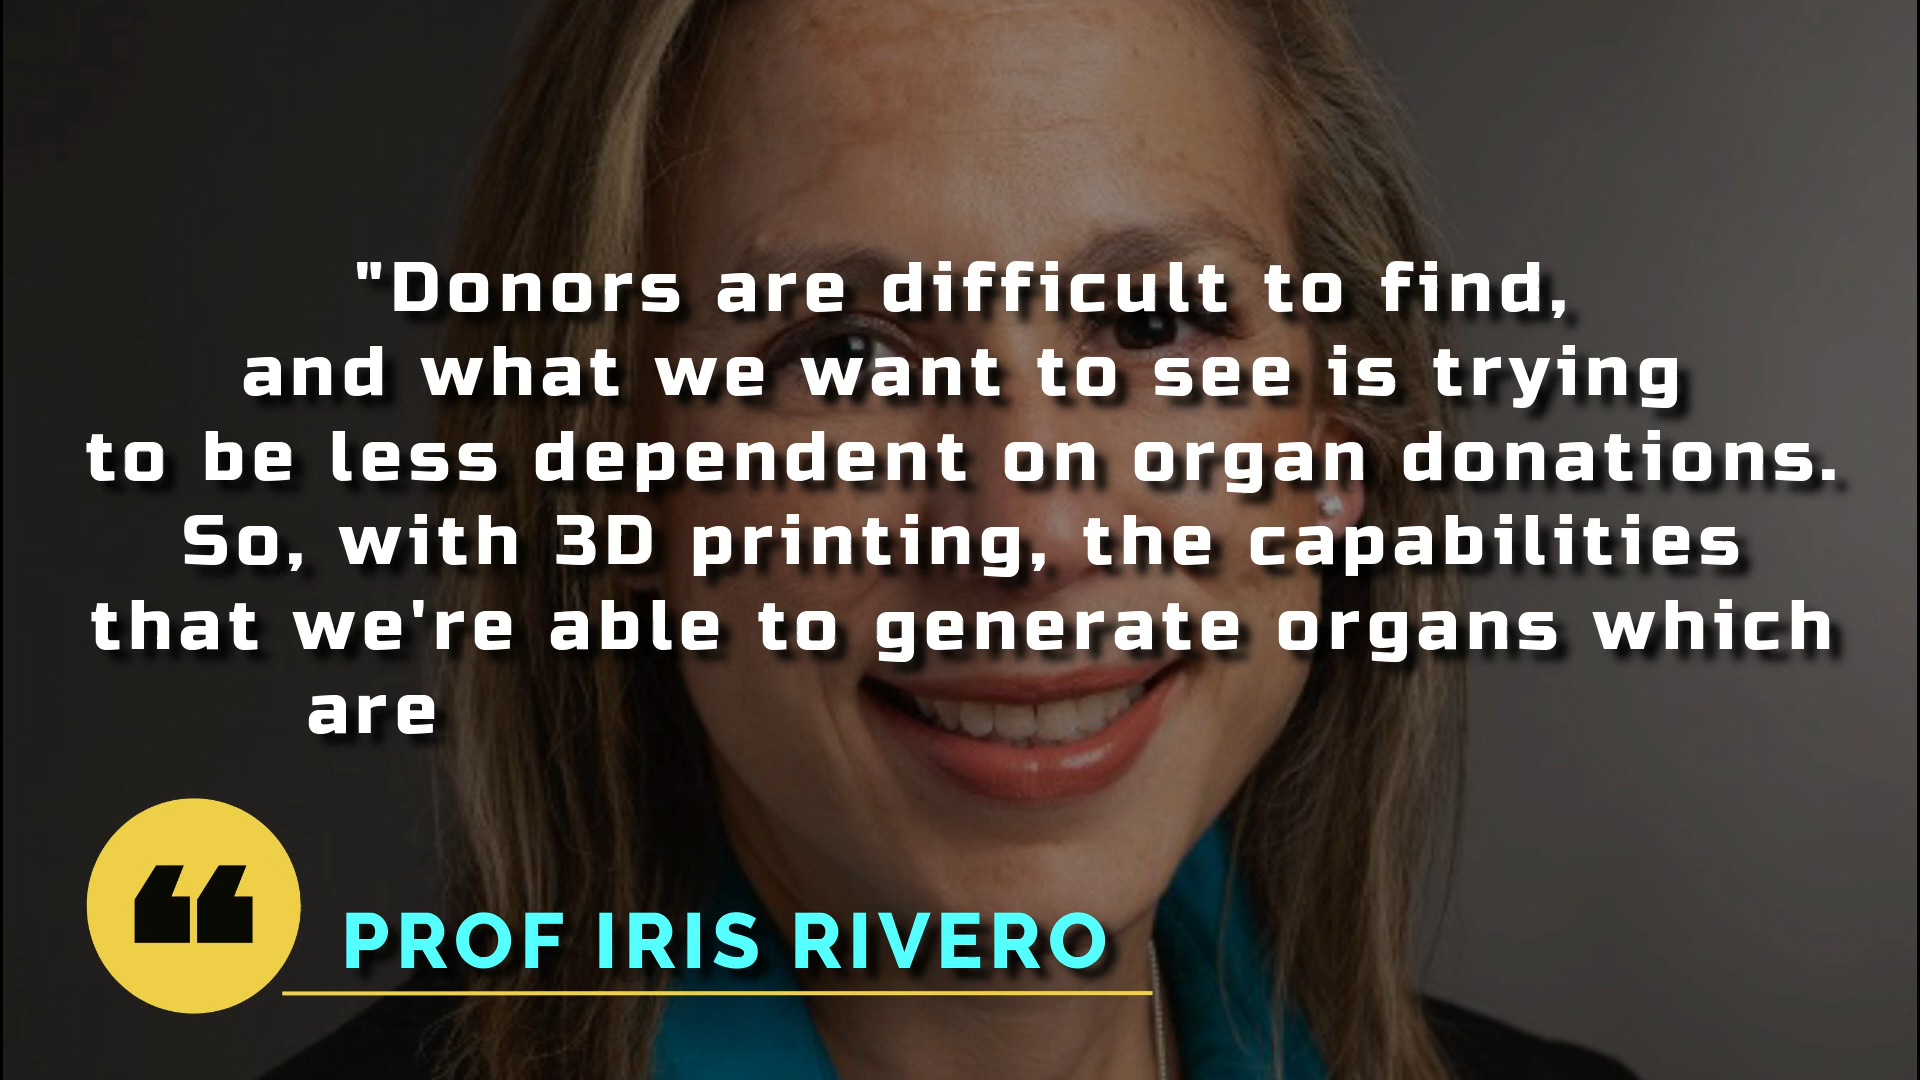 "Donors are difficult to find,
and what we want to see is trying
to be less dependent on organ donations.
So, with 3D printing, the capabilities
that we're able to generate organs which
are
PROF IRIS RIVERO